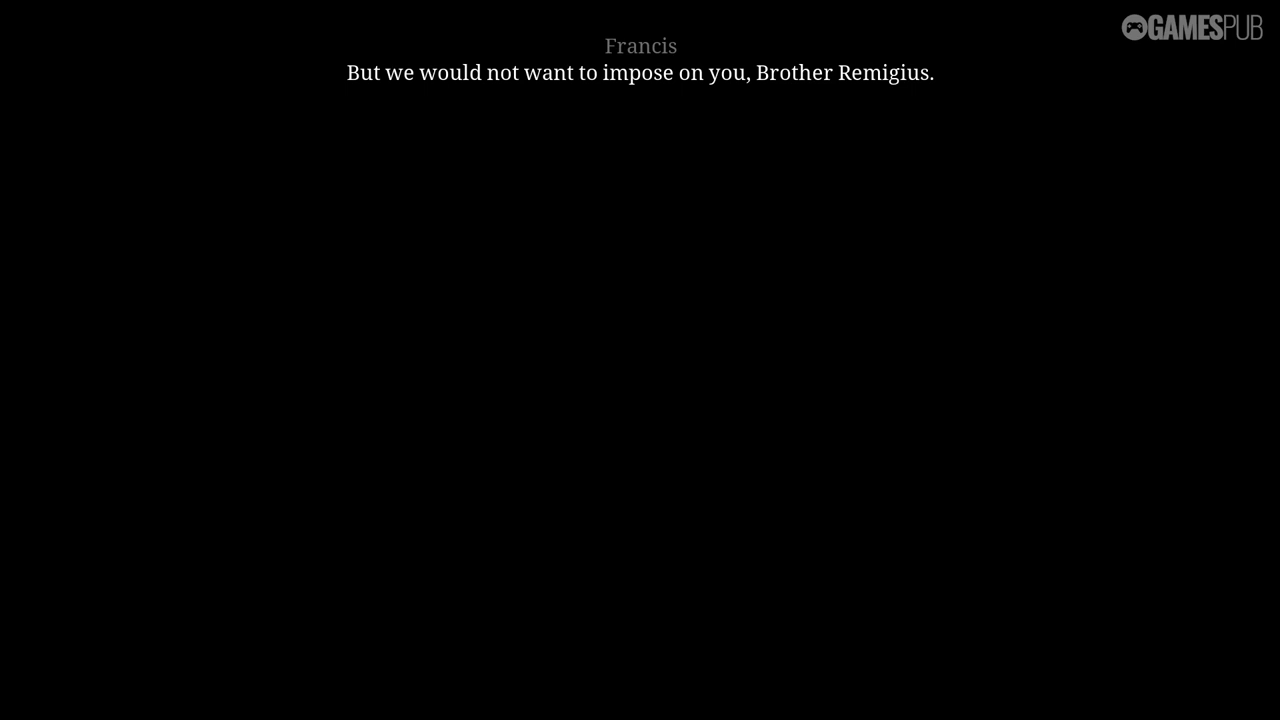 GAMESPUB
Francis
But we would not want to impose on you, Brother Remigius.